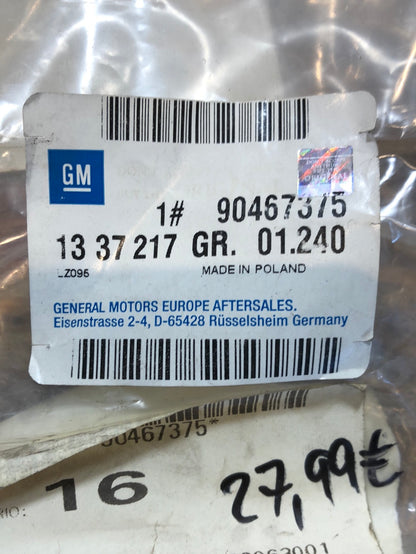 GM
1# 90467375
13 37 217 GR. 01.240
LZ095 MADE IN POLAND
GENERAL MOTORS EUROPE AFTERSALES.
Eisenstrasse 2-4, D-65428 Rüsselsheim Germany
90467375*
RIO: 16
27,99€